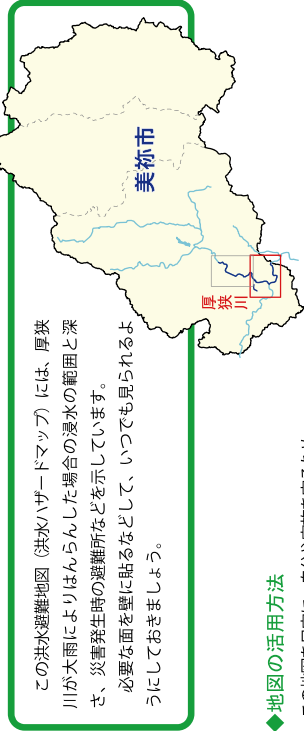 この洪水避難地図（洪水ハザードマップ）には、厚狭
川が大雨によりはんらんした場合の浸水の範囲と深
さ、災害発生時の避難所などを示しています。
必要な面を壁に貼るなどして、いつでも見られるよ
うにしておきましょう。
美祢市
厚狭川
◆地図の活用方法